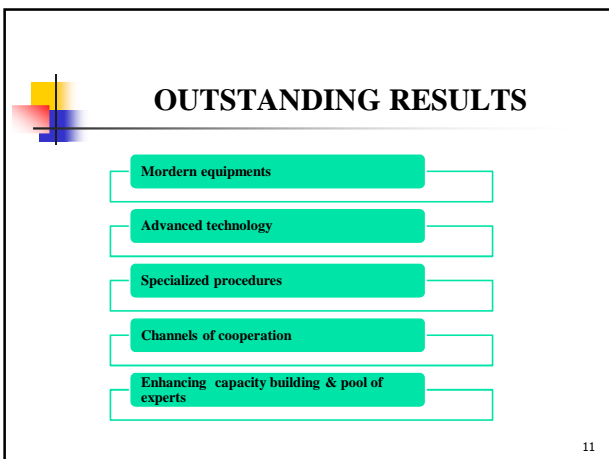 OUTSTANDING RESULTS
Mordern equipments
Advanced technology
Specialized procedures
Channels of cooperation
Enhancing capacity building & pool of
experts
11